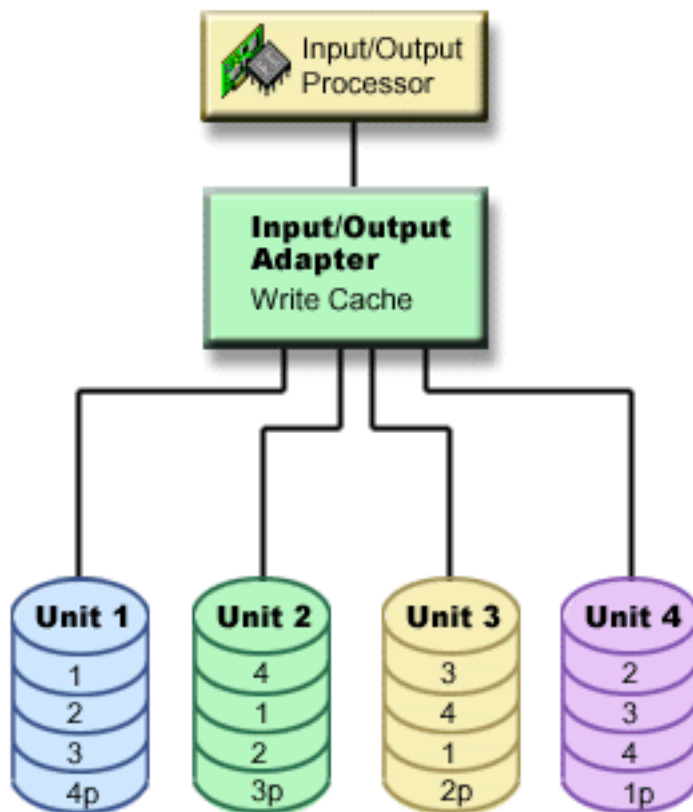 Input/Output
Processor
Input/Output
Adapter
Write Cache
Unit 1
Unit 2
Unit 3
Unit 4
1
4
3
2
2
1
4
3
3
2
1
4
4p
3p
2p
1p